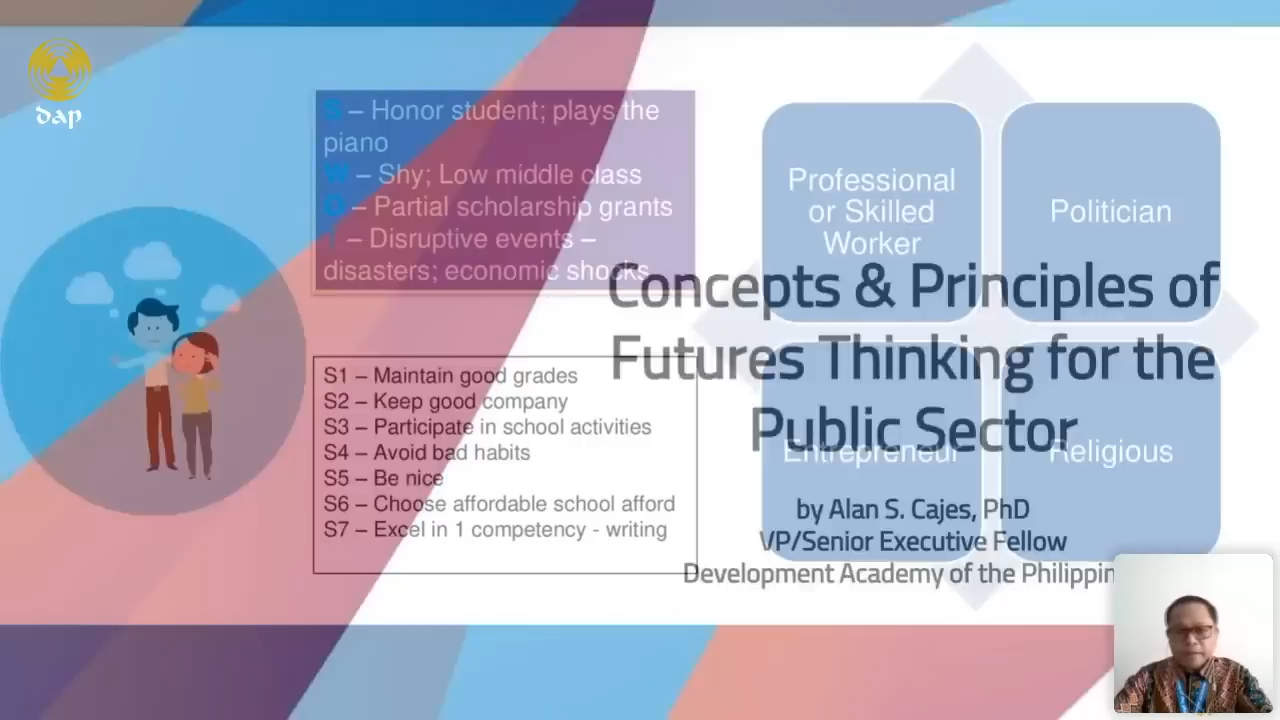 dap
S – Honor student; plays the
piano
W – Shy; Low middle class
O – Partial scholarship grants
T – Disruptive events –
disasters; economic shocks
S1 – Maintain good grades
S2 – Keep good company
S3 – Participate in school activities
S4 – Avoid bad habits
S5 – Be nice
S6 – Choose affordable school afford
S7 – Excel in 1 competency - writing
Professional
or Skilled
Worker
Politician
Entrepreneur
Religious
Concepts & Principles of
Futures Thinking for the
Public Sector
by Alan S. Cajes, PhD
VP/Senior Executive Fellow
Development Academy of the Philippin